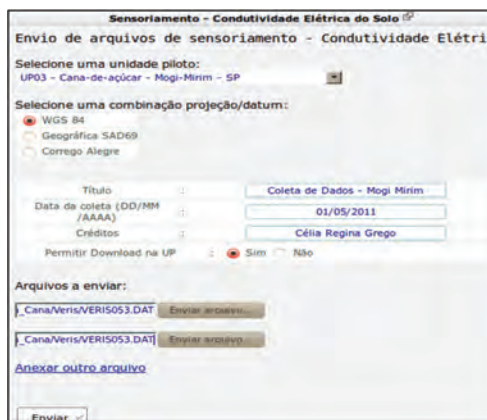 Sensoriamento - Condutividade Elétrica do Solo
Envio de arquivos de sensoriamento - Condutividade Elétri
Selecione uma unidade piloto:
UP03 - Cana-de-açúcar - Mogi-Mirim - SP
Selecione uma combinação projeção/datum:
WGS 84
Geográfica SAD69
Corrego Alegre
Título : Coleta de Dados - Mogi Mirim
Data da coleta (DD/MM
/AAAA) : 01/05/2011
Créditos : Célia Regina Grego
Permitir Download na UP : Sim Não
Arquivos a enviar:
_Cana/Veris/VERIS053.DAT Enviar arquivo...
_Cana/Veris/VERIS053.DAT Enviar arquivo...
Anexar outro arquivo
Enviar